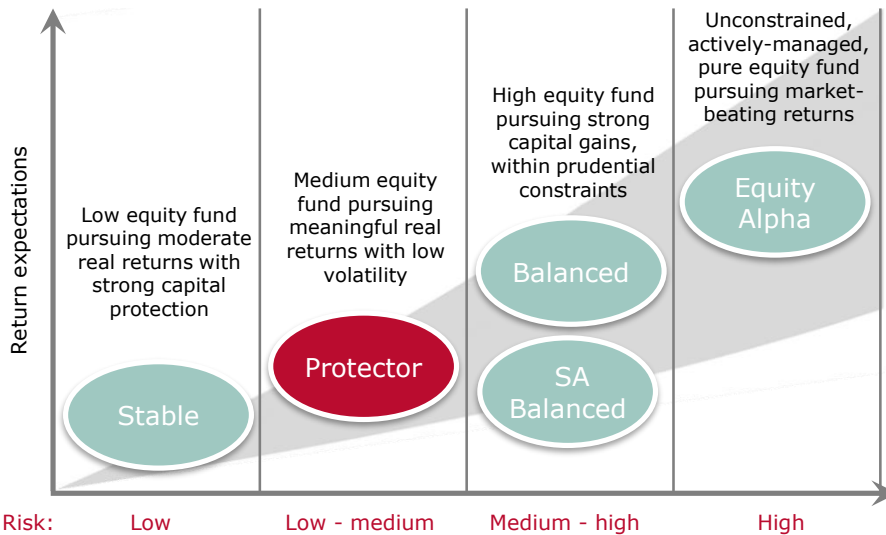 Return expectations
Low equity fund
pursuing moderate
real returns with
strong capital
protection
Stable
Medium equity
fund pursuing
meaningful real
returns with low
volatility
Protector
High equity fund
pursuing strong
capital gains,
within prudential
constraints
Balanced
SA
Balanced
Unconstrained,
actively-managed,
pure equity fund
pursuing market-
beating returns
Equity
Alpha
Risk: Low Low - medium Medium - high High